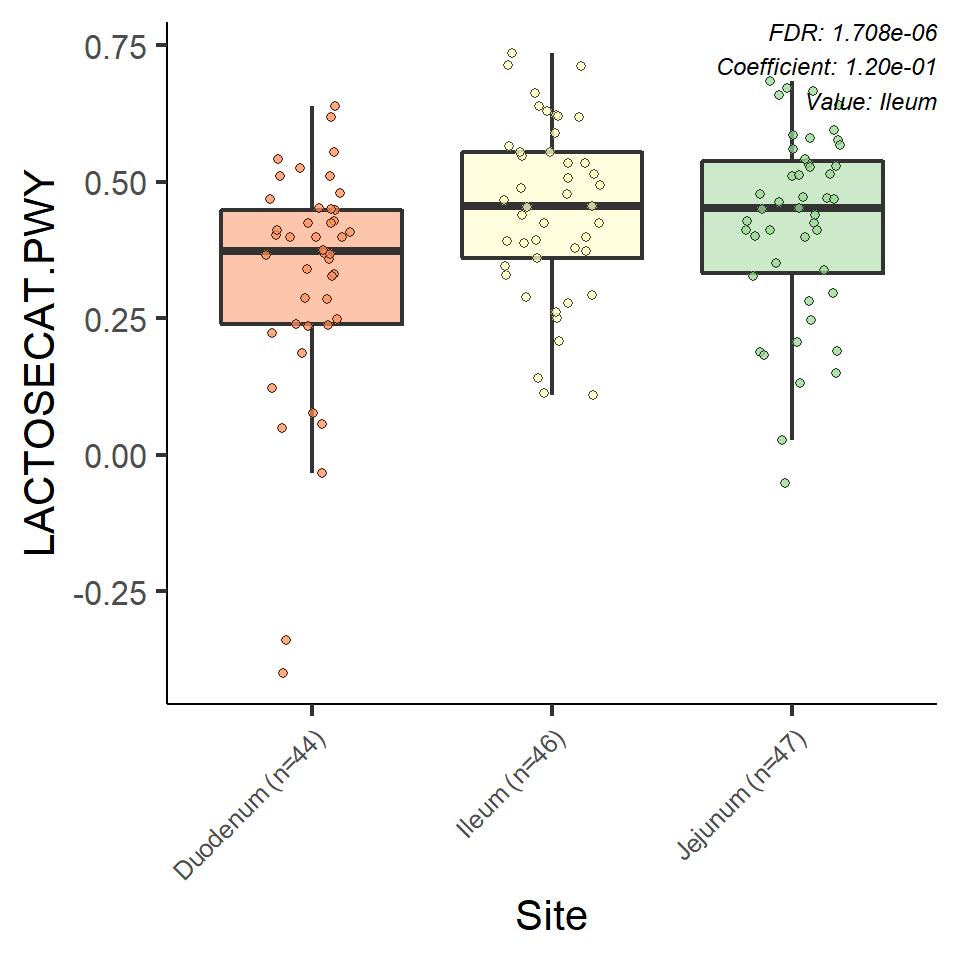 FDR: 1.708e-06
Coefficient: 1.20e-01
Value: Ileum
LACTOSECAT.PWY
0.75
0.50
0.25
0.00
-0.25
Duodenum (n=44)
Ileum (n=46)
Jejunum (n=47)
Site